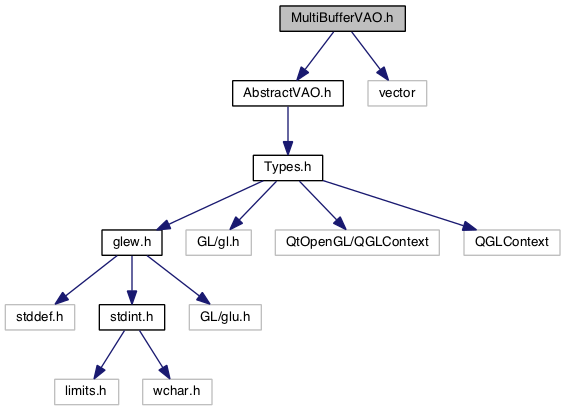 MultiBufferVAO.h
AbstractVAO.h
vector
Types.h
glew.h
GL/gl.h
QtOpenGL/QGLContext
QGLContext
stddef.h
stdint.h
GL/glu.h
limits.h
wchar.h